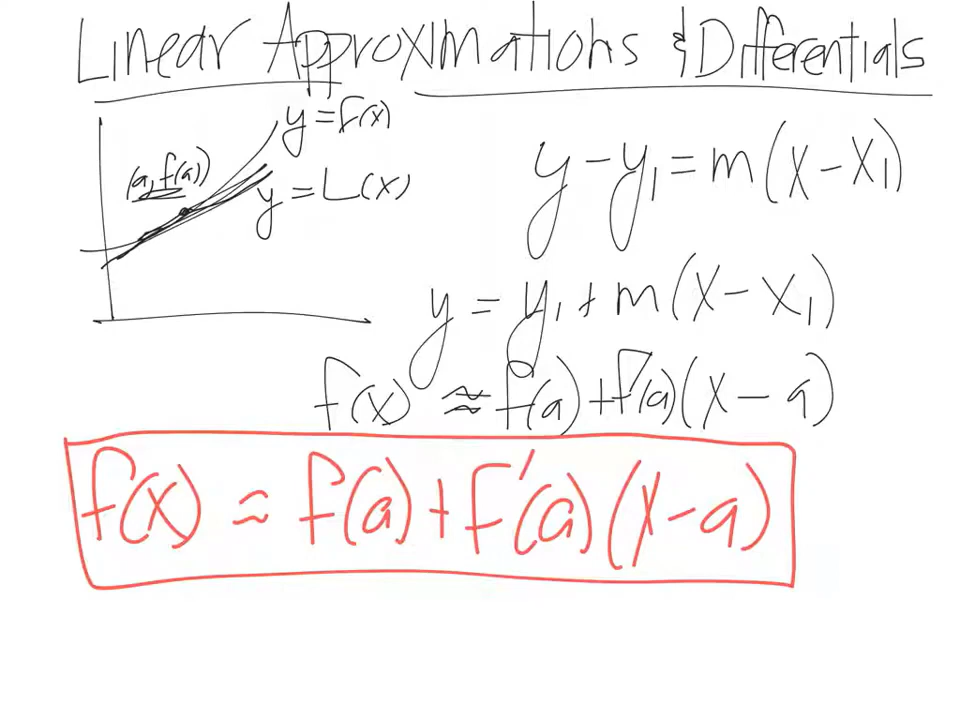 Linear Approximations & Differentials
y = f(x)
(a, f(a))
y = L(x)
y - y₁ = m(x - x₁)
y = y₁ + m(x - x₁)
f(x) ≈ f(a) + f'(a)(x - a)
f(x) ≈ f(a) + f'(a)(x - a)